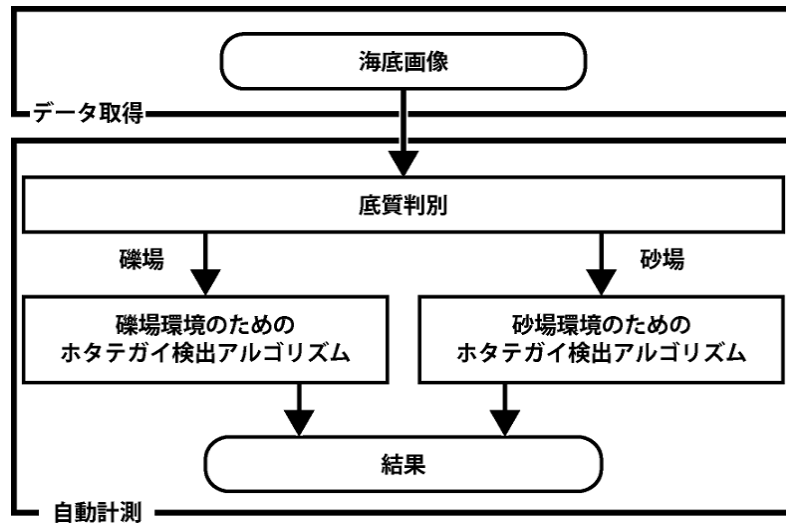 海底画像
データ取得
底質判別
礫場
砂場
礫場環境のための
ホタテガイ検出アルゴリズム
砂場環境のための
ホタテガイ検出アルゴリズム
結果
自動計測